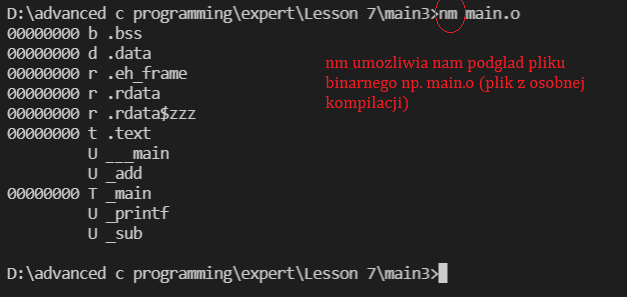 D:\advanced c programming\expert\Lesson 7\main3>nm main.o
00000000 b .bss
00000000 d .data
00000000 r .eh_frame
00000000 r .rdata
00000000 r .rdata$zzz
00000000 t .text
         U ___main
         U _add
00000000 T _main
         U _printf
         U _sub
nm umozliwia nam podglad pliku
binarnego np. main.o (plik z osobnej
kompilacji)
D:\advanced c programming\expert\Lesson 7\main3>